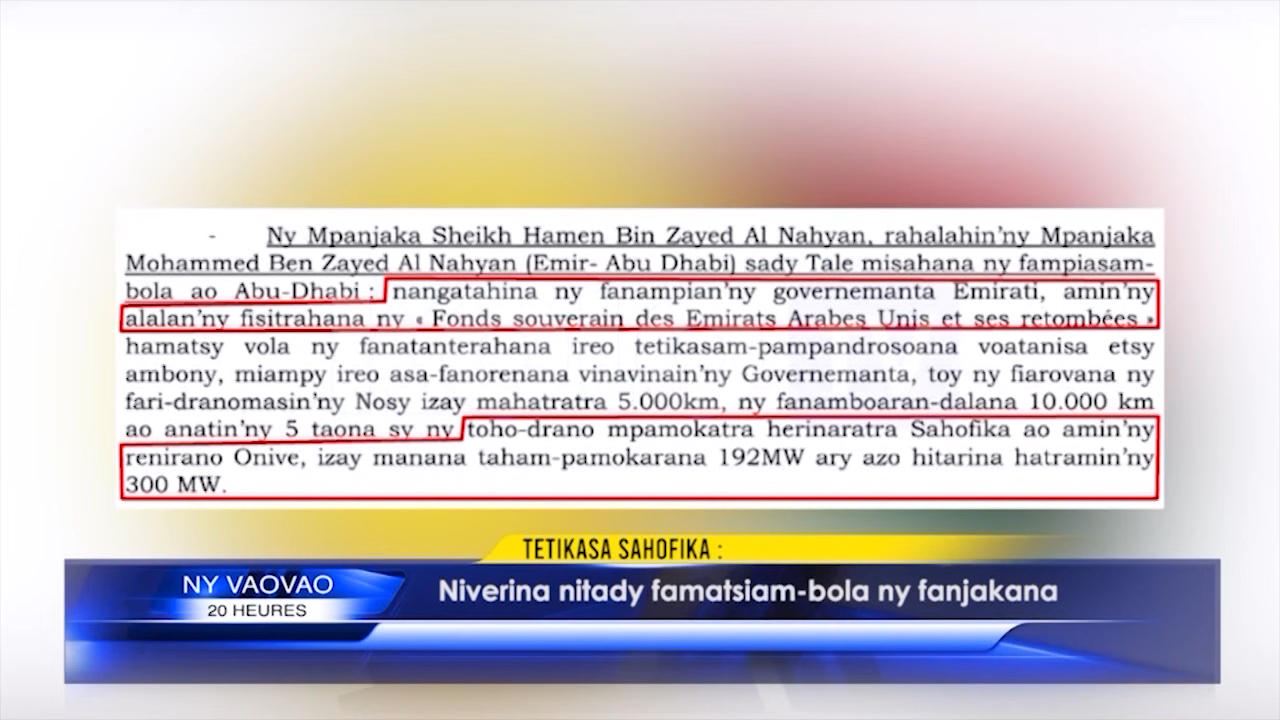 - Ny Mpanjaka Sheikh Hamen Bin Zayed Al Nahyan, rahalahin'ny Mpanjaka
Mohammed Ben Zayed Al Nahyan (Emir- Abu Dhabi) sady Tale misahana ny fampiasam-
bola ao Abu-Dhabi : nangatahina ny fanampian'ny governemanta Emirati, amin'ny
alalan'ny fisitrahana ny « Fonds souverain des Emirats Arabes Unis et ses retombées »
hamatsy vola ny fanatanterahana ireo tetikasam-pampandrosoana voatanisa etsy
ambony, miampy ireo asa-fanorenana vinavinain'ny Governemanta, toy ny fiarovana ny
fari-dranomasin'ny Nosy izay mahatratra 5.000km, ny fanamboaran-dalana 10.000 km
ao anatin'ny 5 taona sy ny toho-drano mpamokatra herinaratra Sahofika ao amin'ny
renirano Onive, izay manana taham-pamokarana 192MW ary azo hitarina hatramin'ny
300 MW.
TETIKASA SAHOFIKA :
NY VAOVAO
20 HEURES
Niverina nitady famatsiam-bola ny fanjakana